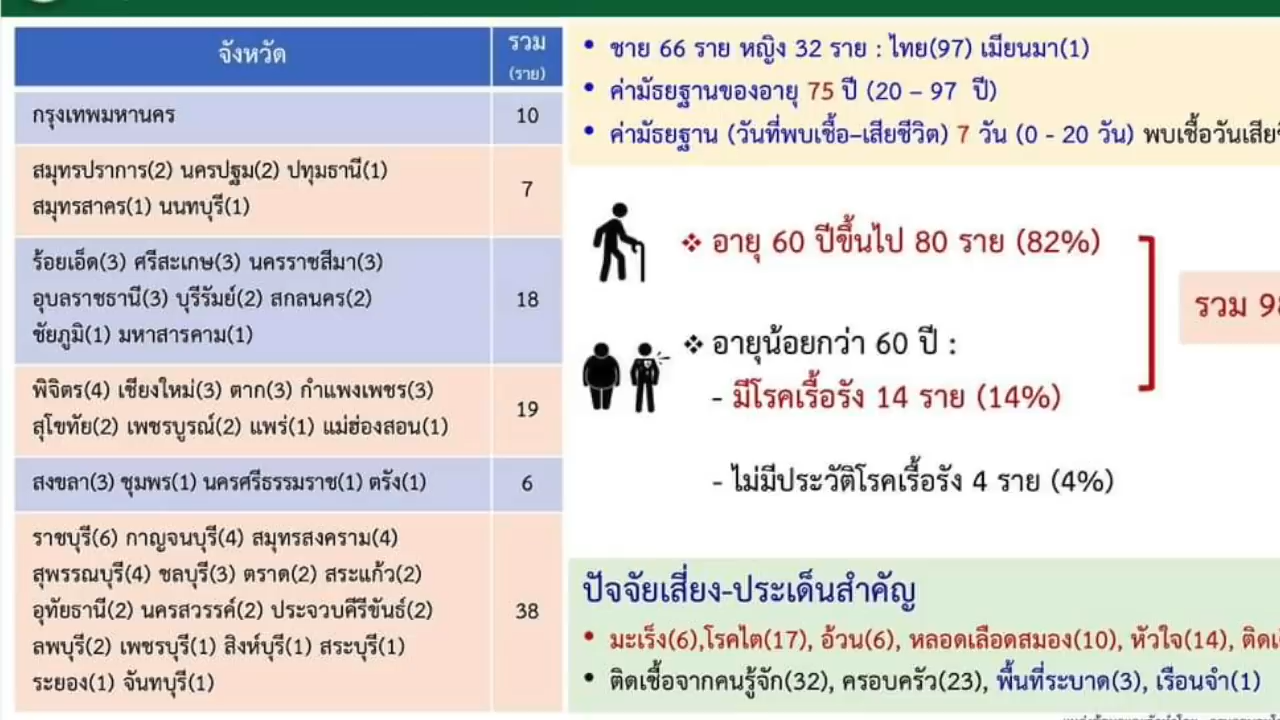 จังหวัด
รวม
(ราย)
กรุงเทพมหานคร
10
สมุทรปราการ(2) นครปฐม(2) ปทุมธานี(1)
สมุทรสาคร(1) นนทบุรี(1)
7
ร้อยเอ็ด(3) ศรีสะเกษ(3) นครราชสีมา(3)
อุบลราชธานี(3) บุรีรัมย์(2) สกลนคร(2)
ชัยภูมิ(1) มหาสารคาม(1)
18
พิจิตร(4) เชียงใหม่(3) ตาก(3) กำแพงเพชร(3)
สุโขทัย(2) เพชรบูรณ์(2) แพร่(1) แม่ฮ่องสอน(1)
19
สงขลา(3) ชุมพร(1) นครศรีธรรมราช(1) ตรัง(1)
6
ราชบุรี(6) กาญจนบุรี(4) สมุทรสงคราม(4)
สุพรรณบุรี(4) ชลบุรี(3) ตราด(2) สระแก้ว(2)
อุทัยธานี(2) นครสวรรค์(2) ประจวบคีรีขันธ์(2)
ลพบุรี(2) เพชรบุรี(1) สิงห์บุรี(1) สระบุรี(1)
ระยอง(1) จันทบุรี(1)
38
• ชาย 66 ราย หญิง 32 ราย : ไทย(97) เมียนมา(1)
• ค่ามัธยฐานของอายุ 75 ปี (20 – 97 ปี)
• ค่ามัธยฐาน (วันที่พบเชื้อ–เสียชีวิต) 7 วัน (0 - 20 วัน) พบเชื้อวันเสีย
❖ อายุ 60 ปีขึ้นไป 80 ราย (82%)
❖ อายุน้อยกว่า 60 ปี :
- มีโรคเรื้อรัง 14 ราย (14%)
- ไม่มีประวัติโรคเรื้อรัง 4 ราย (4%)
รวม 9
ปัจจัยเสี่ยง-ประเด็นสำคัญ
• มะเร็ง(6),โรคไต(17), อ้วน(6), หลอดเลือดสมอง(10), หัวใจ(14), ติด
• ติดเชื้อจากคนรู้จัก(32), ครอบครัว(23), พื้นที่ระบาด(3), เรือนจำ(1)